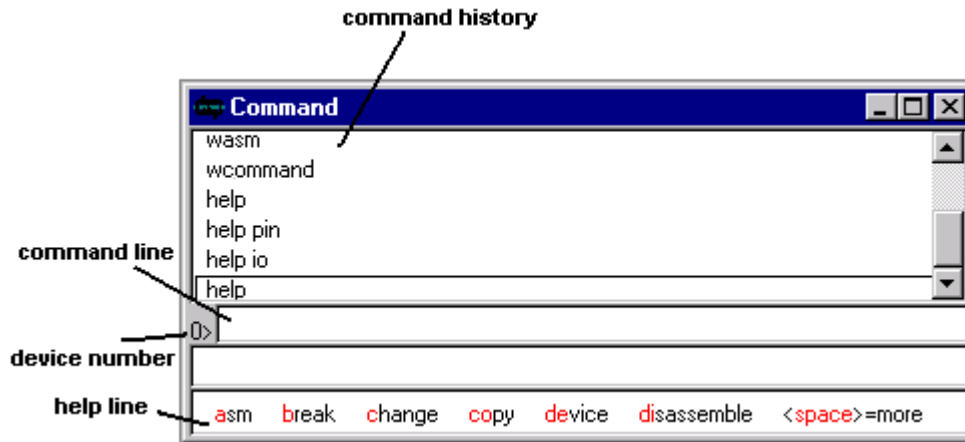 command history
Command
wasm
wcommand
help
help pin
help io
command line
help
0>
device number
help line
asm break change copy device disassemble <space>=more